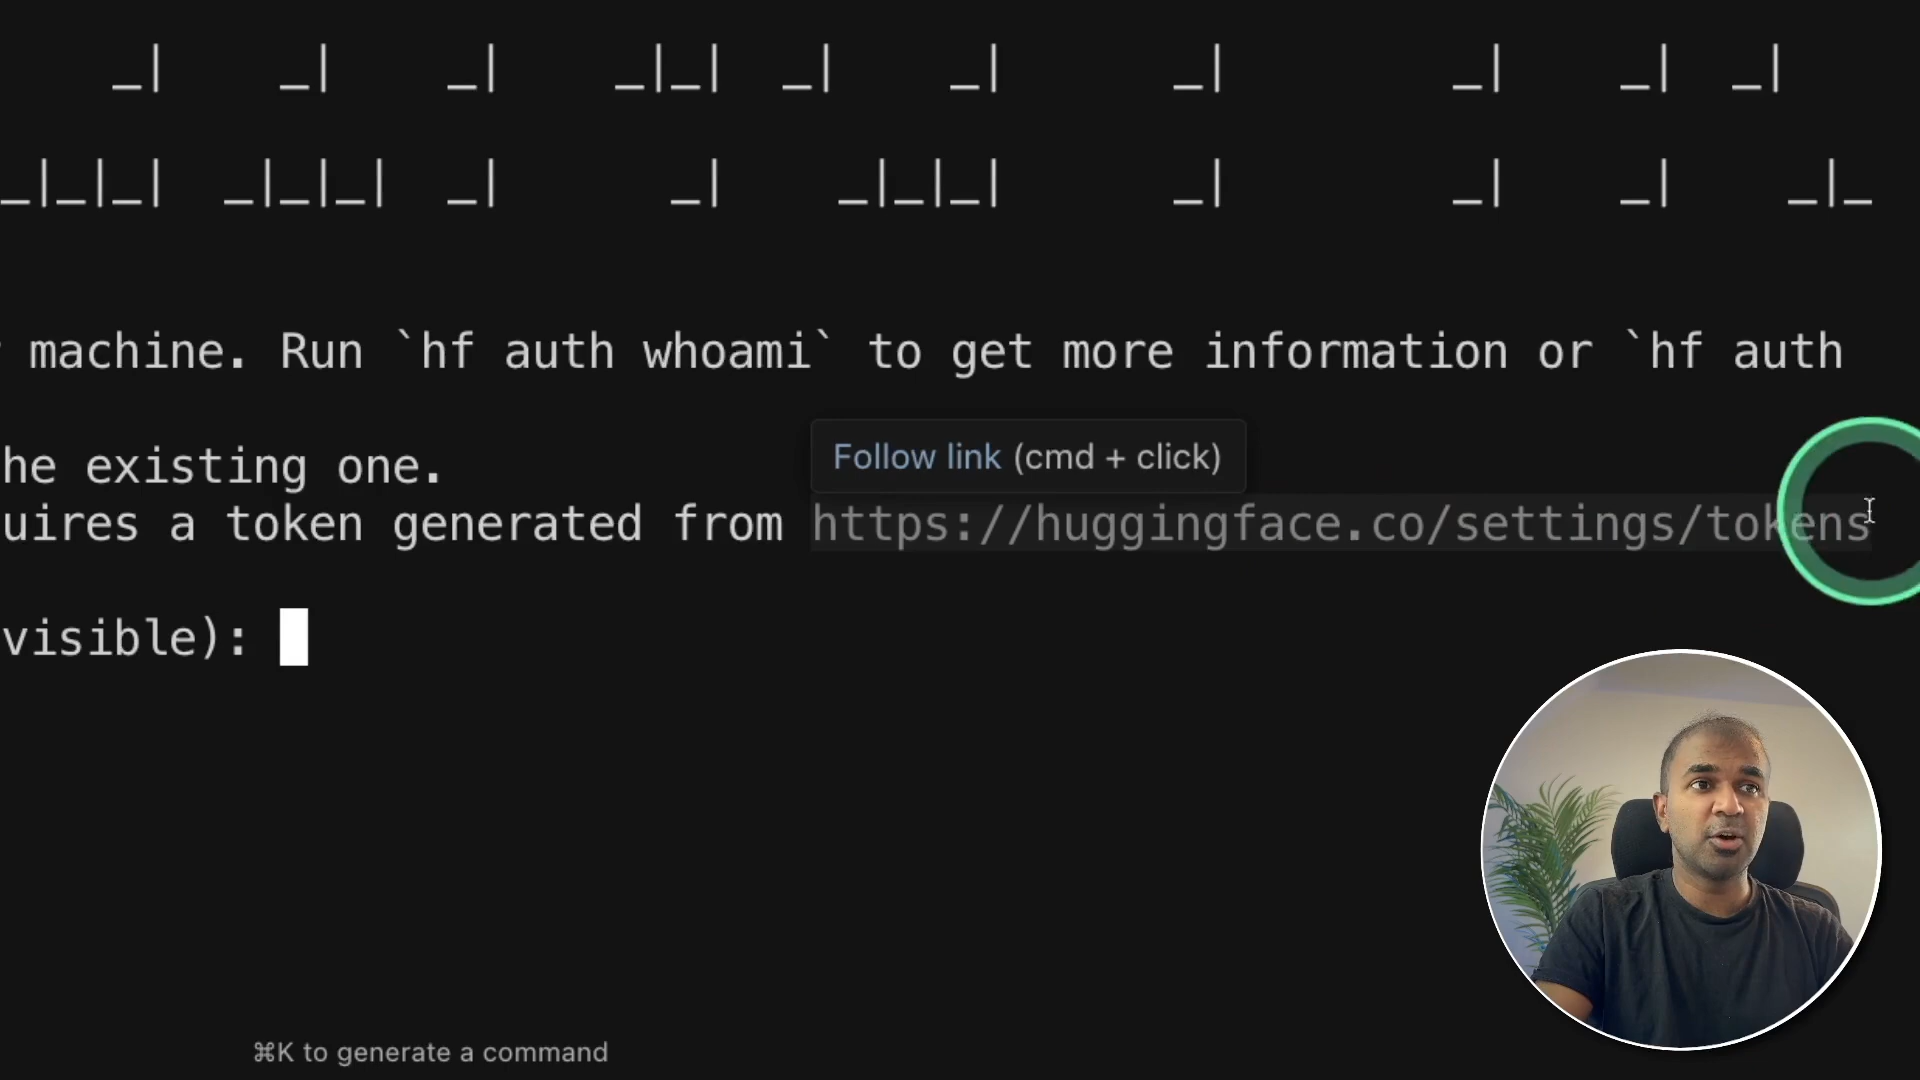 _|    _|    _|    _|_|  _|    _|      _|        _|    _|  _|
_|_|_|  _|_|_|  _|      _|    _|_|_|      _|        _|    _|    _|_
machine. Run `hf auth whoami` to get more information or `hf auth
Follow link (cmd + click)
he existing one.
uires a token generated from https://huggingface.co/settings/tokens
visible):
⌘K to generate a command